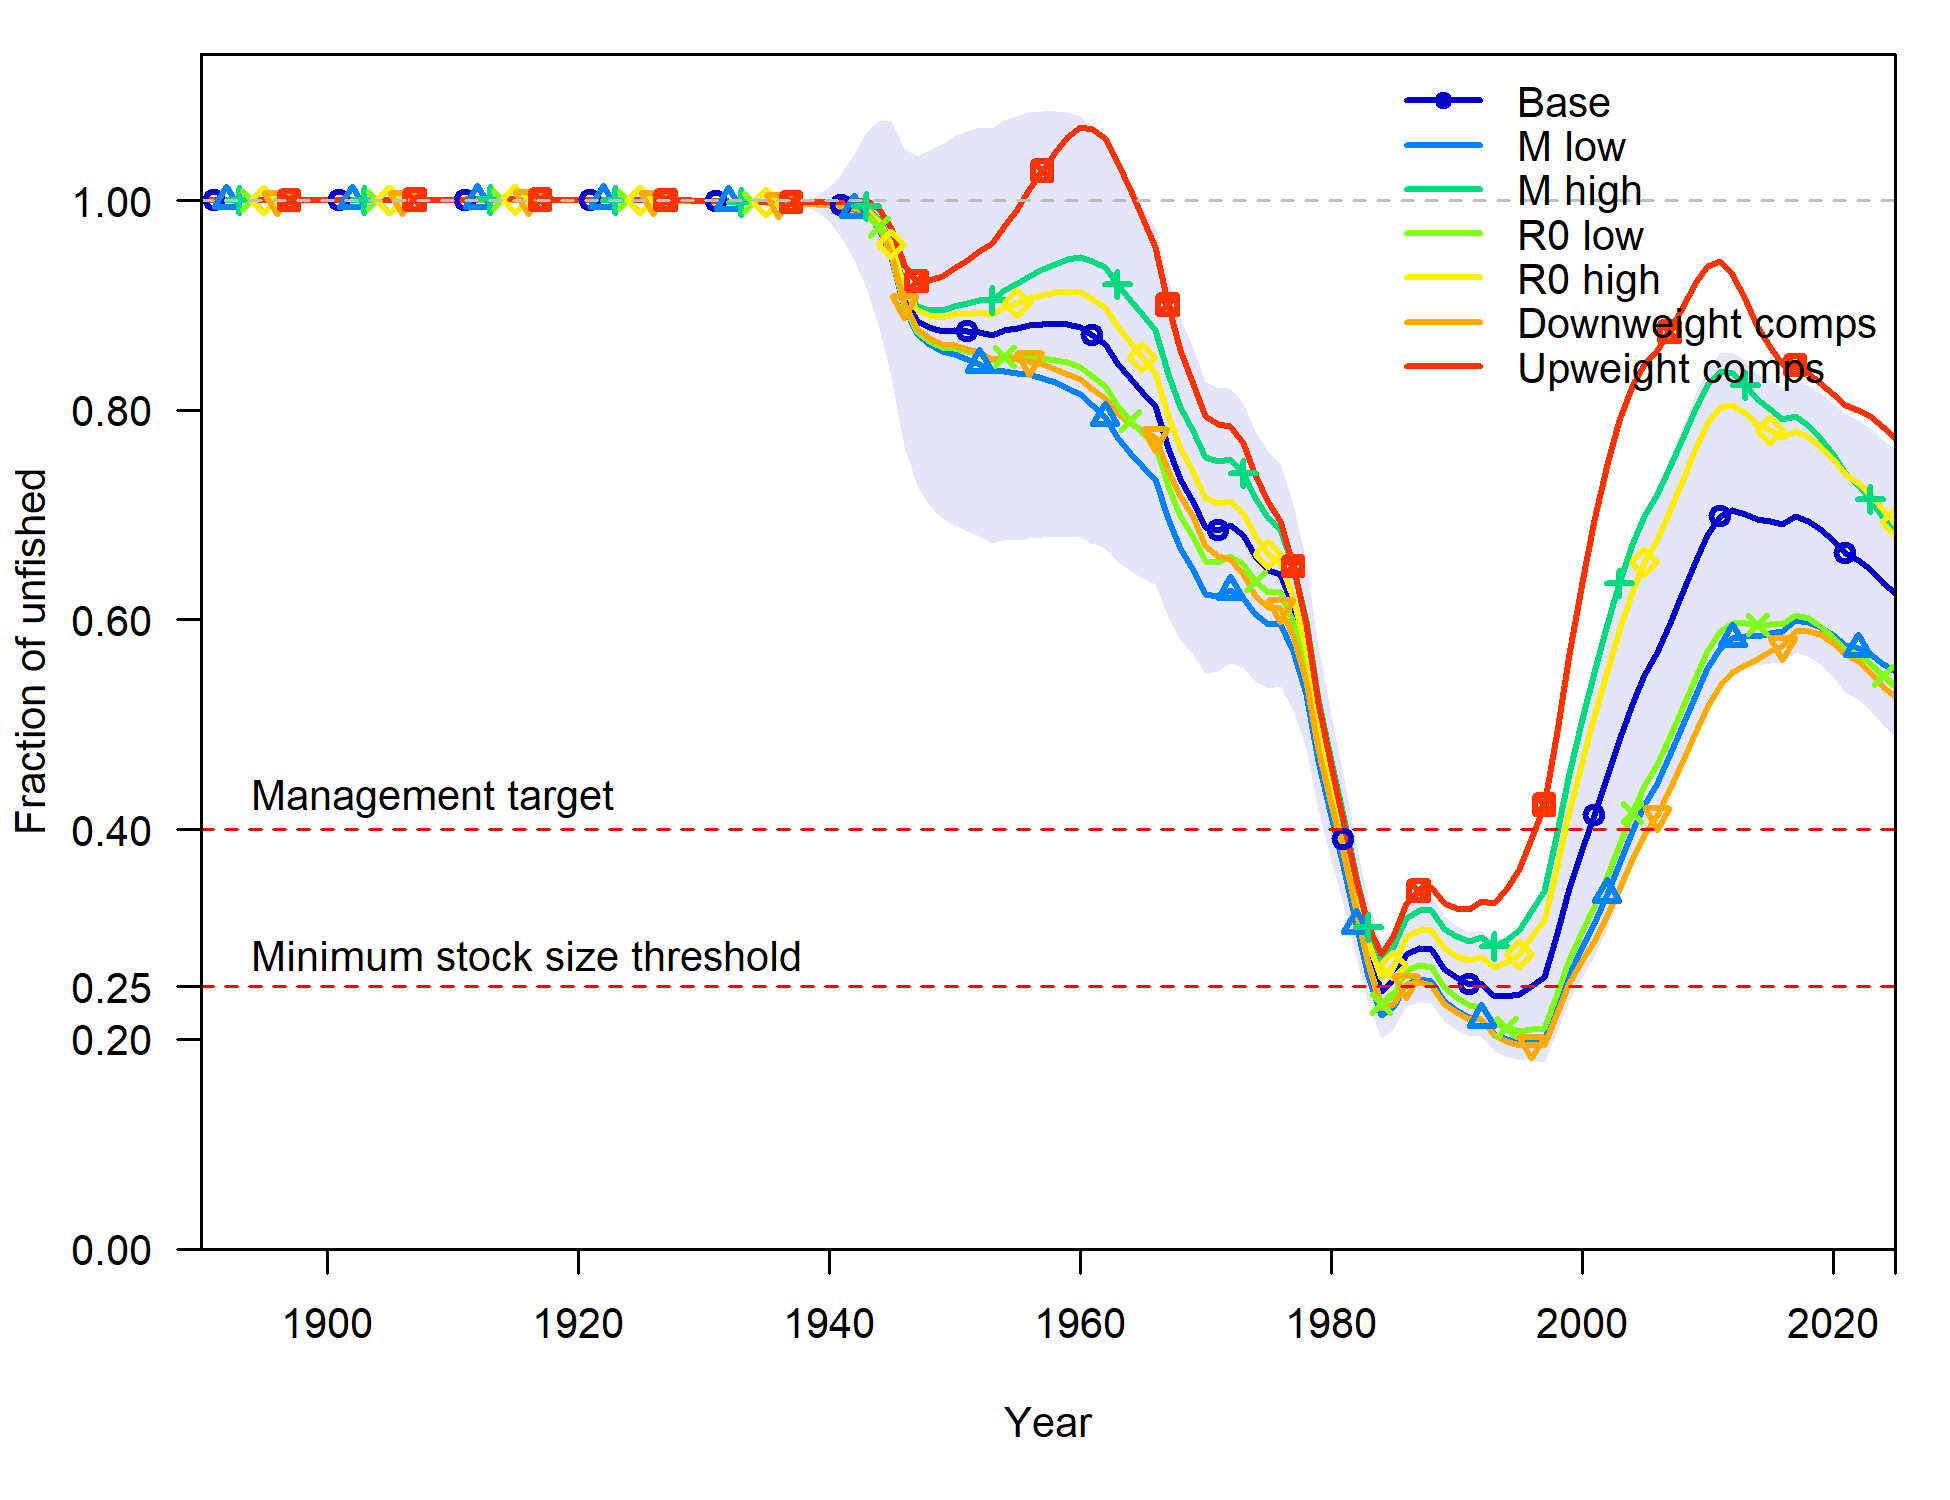 Base
M low
M high
R0 low
R0 high
Downweight comps
Upweight comps
Fraction of unfished
1.00
0.80
0.60
0.40
0.25
0.20
0.00
Management target
Minimum stock size threshold
1900
1920
1940
1960
1980
2000
2020
Year